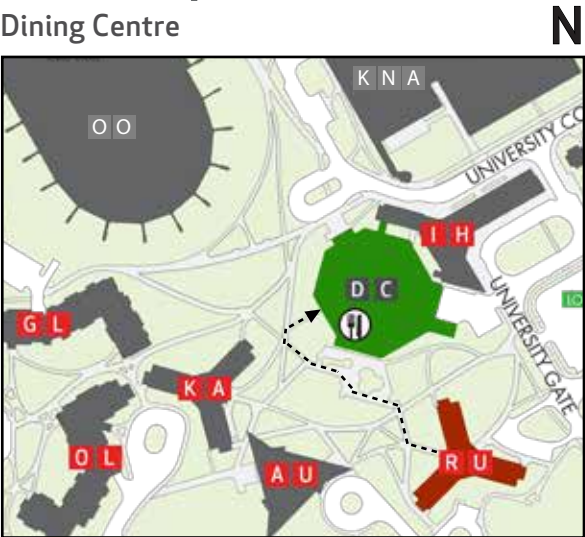 Dining Centre
N
K N A
O O
UNIVERSITY CO
I H
D C
UNIVERSITY GATE
G L
K A
O L
A U
R U